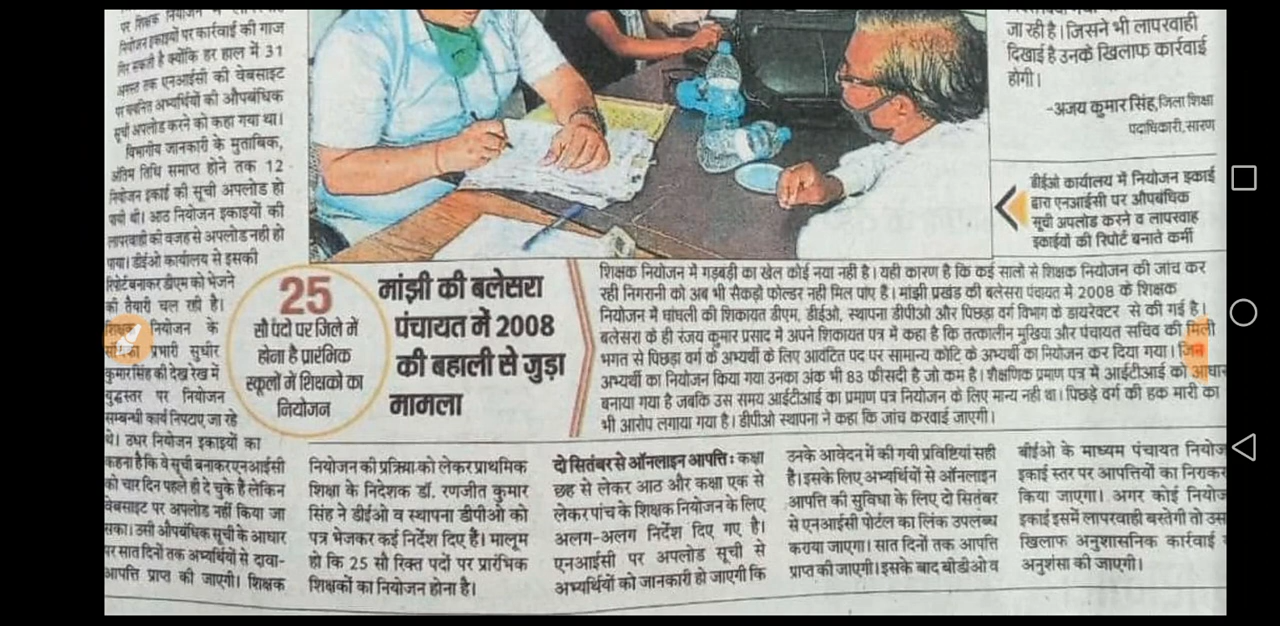 पर शिक्षक नियोजन
नियोजन इकाइयों पर कार्रवाई की गाज
गिर सकती है क्योंकि हर हाल में 31
अगस्त तक एनआईसी की वेबसाइट
पर चयनित अभ्यर्थियों की औपबंधिक
सूची अपलोड करने को कहा गया था।
विभागीय जानकारी के मुताबिक,
अंतिम तिथि समाप्त होने तक 12
नियोजन इकाई की सूची अपलोड हो
पायी थी। आठ नियोजन इकाइयों की
लापरवाही की वजह से अपलोड नही हो
पाया। डीईओ कार्यालय से इसकी
रिपोर्ट बनाकर डीएम को भेजने
की तैयारी चल रही है।
शिक्षक नियोजन के
प्रभारी सुधीर
कुमार सिंह की देख रेख में
युद्धस्तर पर नियोजन
सम्बन्धी कार्य निपटाए जा रहे
थे। उधर नियोजन इकाइयों का
कहना है कि वे सूची बनाकर एनआईसी
को चार दिन पहले ही दे चुके हैं लेकिन
वेबसाइट पर अपलोड नहीं किया जा
सका। उसी औपबंधिक सूची के आधार
पर सात दिनों तक अभ्यर्थियों से दावा-
आपत्ति प्राप्त की जाएगी। शिक्षक
25
सौ पदो पर जिले में
होना है प्रारंभिक
स्कूलों में शिक्षकों का
नियोजन
मांझी की बलेसरा
पंचायत में 2008
की बहाली से जुड़ा
मामला
शिक्षक नियोजन में गड़बड़ी का खेल कोई नया नही है। यही कारण है कि कई सालो से शिक्षक नियोजन की जांच कर
रही निगरानी को अब भी सैकड़ो फोल्डर नही मिल पाए है। मांझी प्रखंड की बलेसरा पंचायत में 2008 के शिक्षक
नियोजन में धांधली की शिकायत डीएम, डीईओ, स्थापना डीपीओ और पिछड़ा वर्ग विभाग के डायरेक्टर से की गई है।
बलेसरा के ही रंजय कुमार प्रसाद में अपने शिकायत पत्र में कहा है कि तत्कालीन मुखिया और पंचायत सचिव की मिली
भगत से पिछड़ा वर्ग के अभ्यर्थी के लिए आवंटित पद पर सामान्य कोटि के अभ्यर्थी का नियोजन कर दिया गया। जिन
अभ्यर्थी का नियोजन किया गया उनका अंक भी 83 फीसदी है जो कम है। शैक्षणिक प्रमाण पत्र में आईटीआई को आधार
बनाया गया है जबकि उस समय आईटीआई का प्रमाण पत्र नियोजन के लिए मान्य नही था। पिछड़े वर्ग की हक मारी का
भी आरोप लगाया गया है। डीपीओ स्थापना ने कहा कि जांच करवाई जाएगी।
जा रही है। जिसने भी लापरवाही
दिखाई है उनके खिलाफ कार्रवाई
होगी।
-अजय कुमार सिंह, जिला शिक्षा
पदाधिकारी, सारण
डीईओ कार्यालय में नियोजन इकाई
द्वारा एनआईसी पर औपबंधिक
सूची अपलोड करने व लापरवाह
इकाईयों की रिपोर्ट बनाते कर्मी
नियोजन की प्रक्रिया को लेकर प्राथमिक
शिक्षा के निदेशक डॉ. रणजीत कुमार
सिंह ने डीईओ व स्थापना डीपीओ को
पत्र भेजकर कई निर्देश दिए हैं। मालूम
हो कि 25 सौ रिक्त पदों पर प्रारंभिक
शिक्षकों का नियोजन होना है।
दो सितंबर से ऑनलाइन आपत्ति: कक्षा
छह से लेकर आठ और कक्षा एक से
लेकर पांच के शिक्षक नियोजन के लिए
अलग-अलग निर्देश दिए गए है।
एनआईसी पर अपलोड सूची से
अभ्यर्थियों को जानकारी हो जाएगी कि
उनके आवेदन में की गयी प्रविष्टियां सही
है। इसके लिए अभ्यर्थियों से ऑनलाइन
आपत्ति की सुविधा के लिए दो सितंबर
से एनआईसी पोर्टल का लिंक उपलब्ध
कराया जाएगा। सात दिनों तक आपत्ति
प्राप्त की जाएगी। इसके बाद बीडीओ व
बीईओ के माध्यम पंचायत नियोज
इकाई स्तर पर आपत्तियों का निराकर
किया जाएगा। अगर कोई नियोज
इकाई इसमें लापरवाही बरतेगी तो उस
खिलाफ अनुशासनिक कार्रवाई
अनुशंसा की जाएगी।